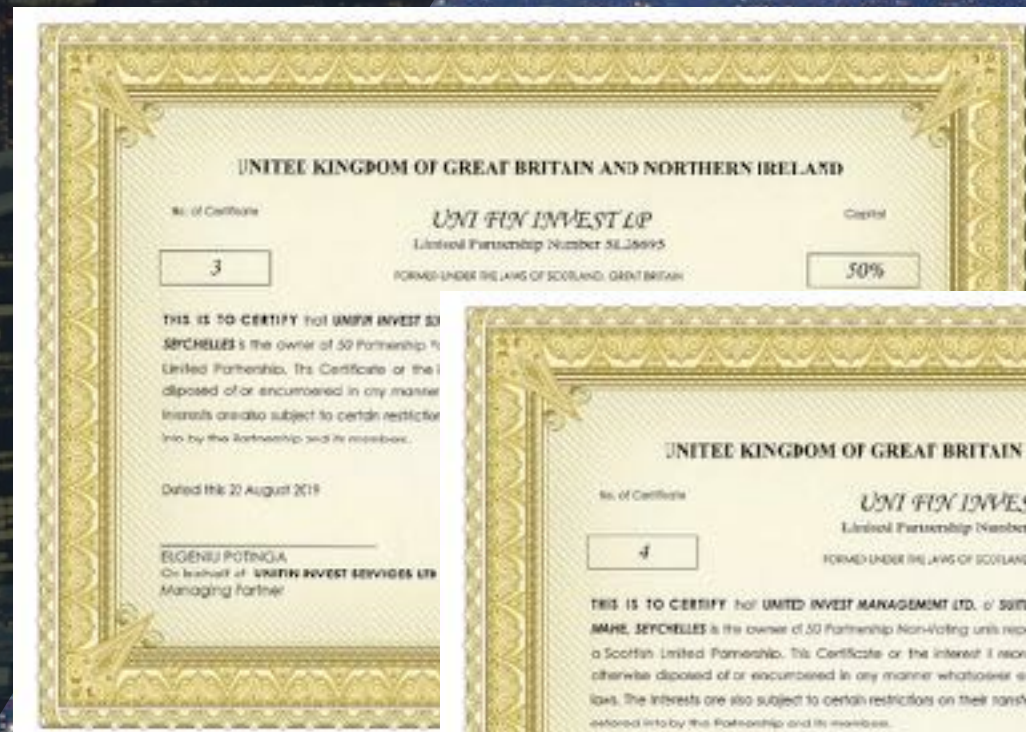 UNITED KINGDOM OF GREAT BRITAIN AND NORTHERN IRELAND
No. of Certificate
UNI FIN INVEST LP
Capital
Limited Partnership Number SL28695
3
FORMED UNDER THE LAWS OF SCOTLAND, GREAT BRITAIN
50%
THIS IS TO CERTIFY that UNIFIN INVEST
SEYCHELLES is the owner of 50 Partnership
Limited Partnership. This Certificate or the
disposed of or encumbered in any manner
Interests are also subject to certain restriction
into by the Partnership and its members.
Dated this August 2019
EUGENIU POTINGA
On behalf of UNIFIN INVEST SERVICES LTD
Managing Partner
UNITED KINGDOM OF GREAT BRITAIN
No. of Certificate
UNI FIN INVES
Limited Partnership Number
4
FORMED UNDER THE LAWS OF SCOTLAND
THIS IS TO CERTIFY that UNITED INVEST MANAGEMENT LTD. of SUITE
MAHE, SEYCHELLES is the owner of 50 Partnership Non-Voting units
a Scottish Limited Partnership. This Certificate or the interest it
otherwise disposed of or encumbered in any manner whatsoever
laws. The interests are also subject to certain restrictions on their
entered into by the Partnership and its members.